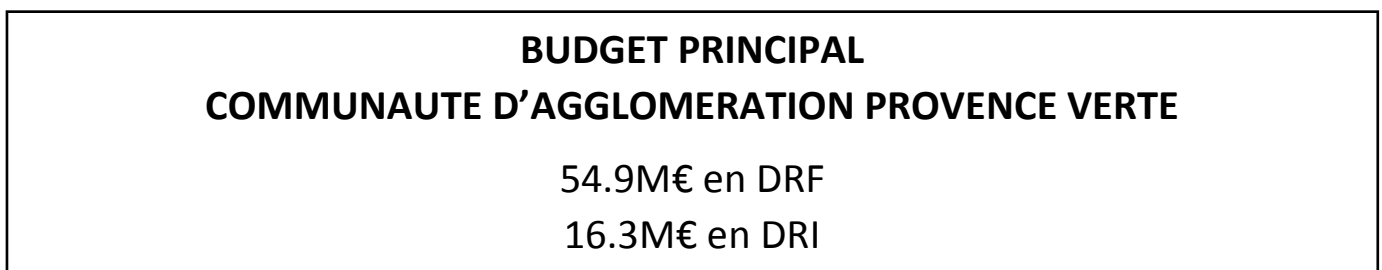 BUDGET PRINCIPAL
COMMUNAUTE D’AGGLOMERATION PROVENCE VERTE
54.9M€ en DRF
16.3M€ en DRI